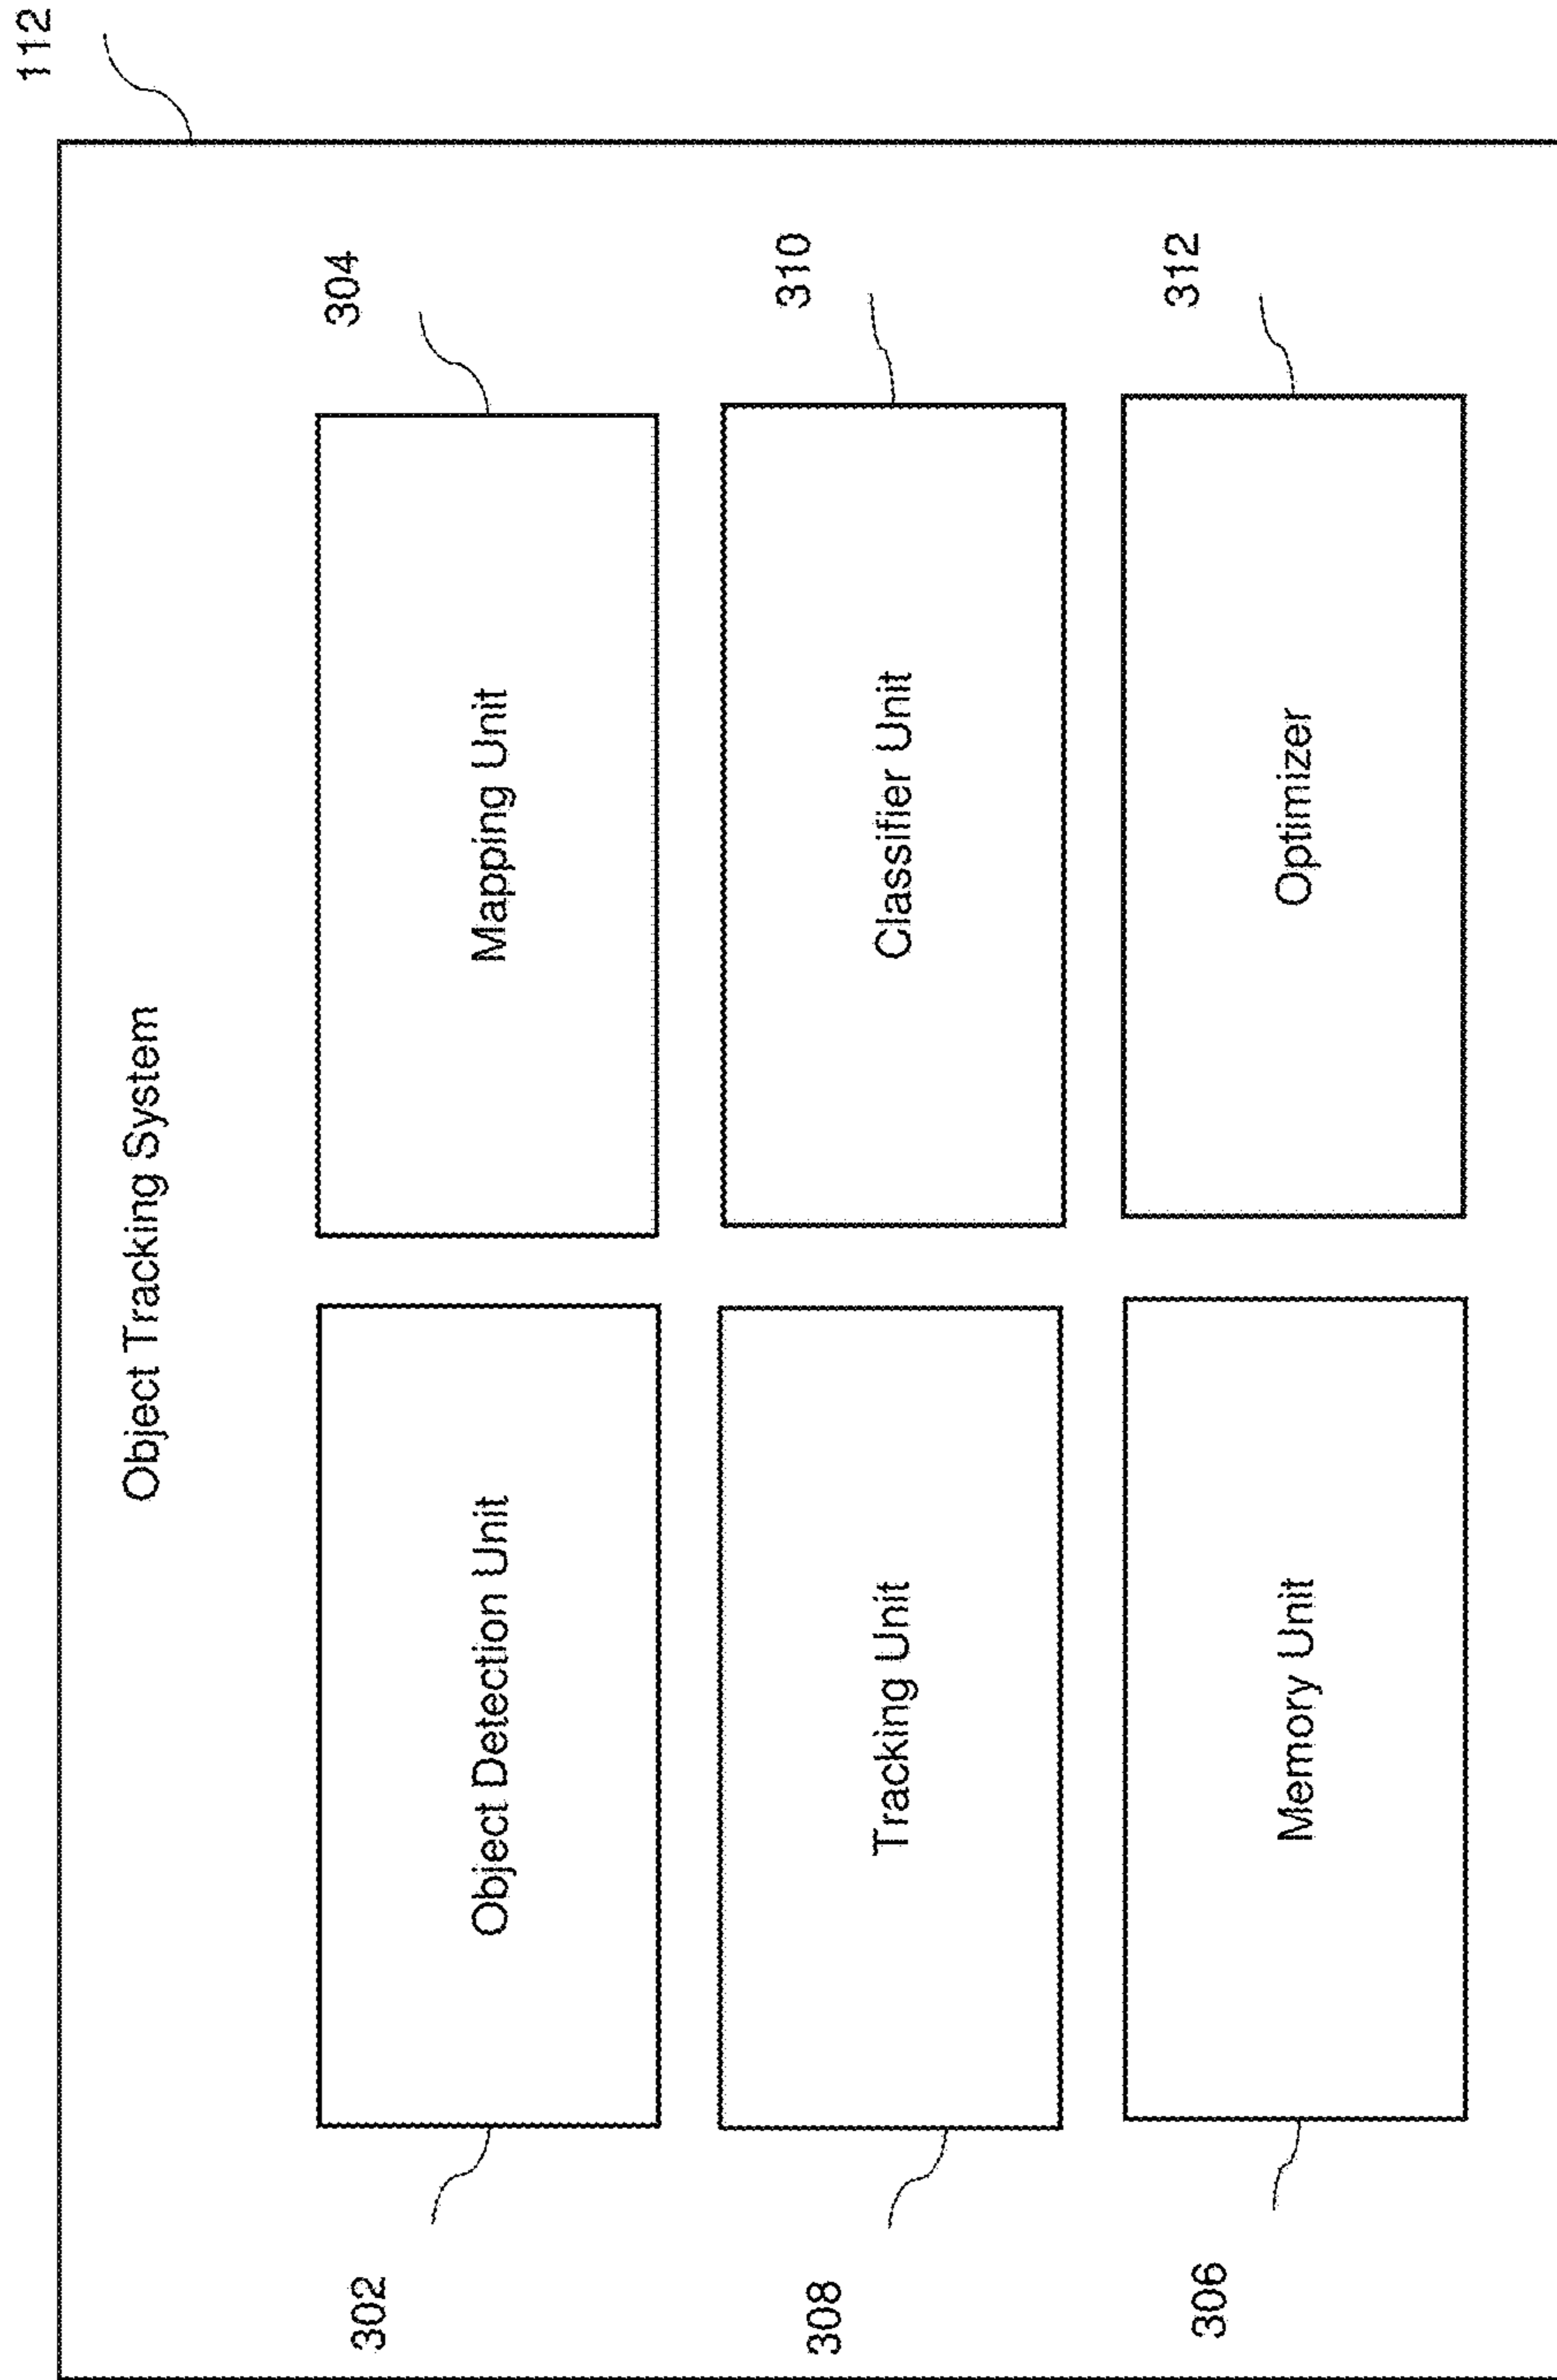 112
Object Tracking System
304
302
Object Detection Unit
Mapping Unit
310
308
Tracking Unit
Classifier Unit
312
306
Memory Unit
Optimizer